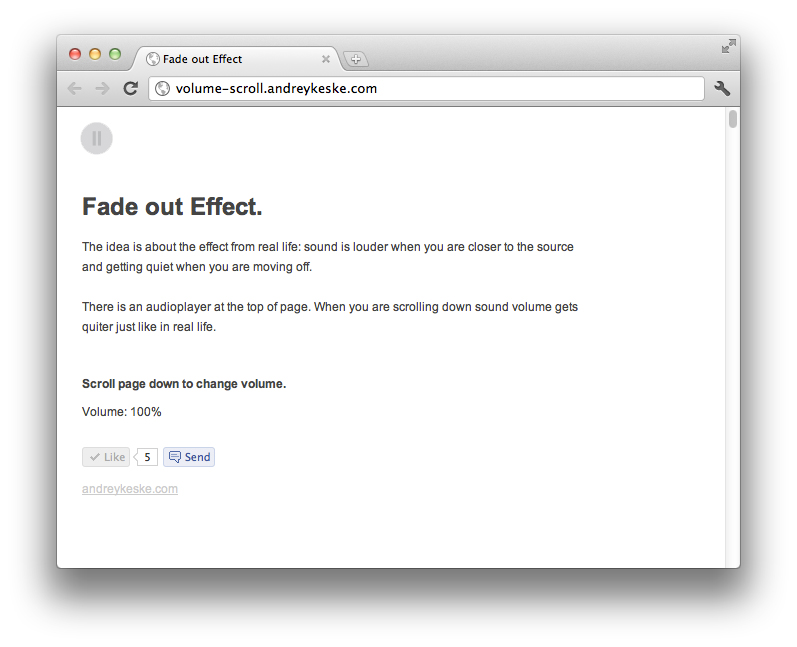 Fade out Effect
volume-scroll.andreykeske.com
Fade out Effect.
The idea is about the effect from real life: sound is louder when you are closer to the source
and getting quiet when you are moving off.
There is an audioplayer at the top of page. When you are scrolling down sound volume gets
quiter just like in real life.
Scroll page down to change volume.
Volume: 100%
Like 5 Send
andreykeske.com